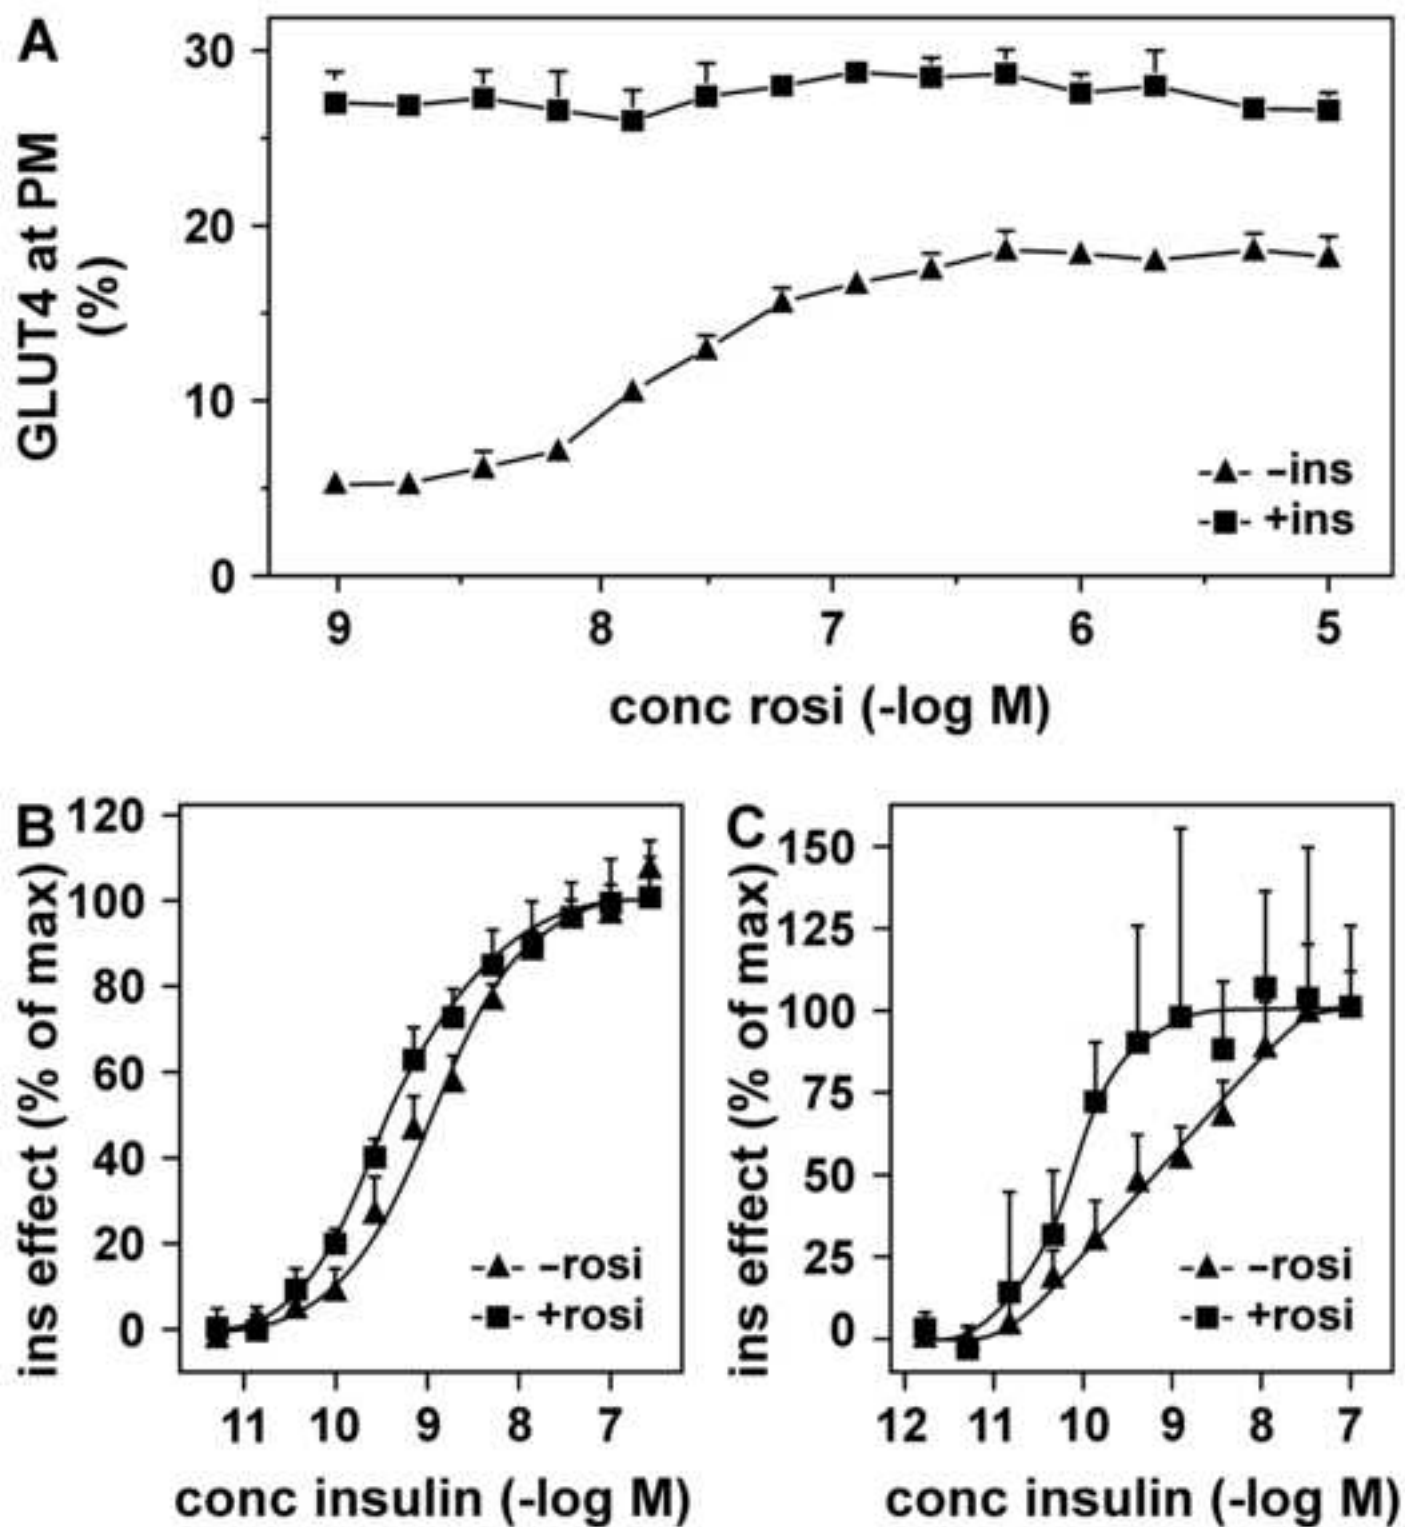 A
30
20
10
0
GLUT4 at PM
(%)
-ins
+ins
9 8 7 6 5
conc rosi (-log M)
B
120
100
80
60
40
20
0
ins effect (% of max)
-rosi
+rosi
11 10 9 8 7
conc insulin (-log M)
C
150
125
100
75
50
25
0
ins effect (% of max)
-rosi
+rosi
12 11 10 9 8 7
conc insulin (-log M)